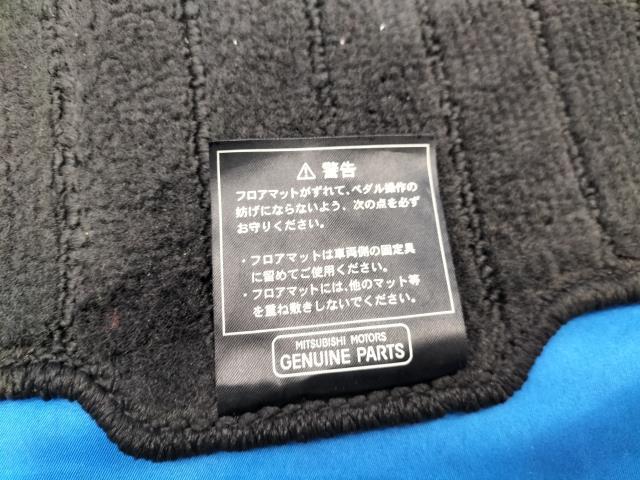 ⚠ 警告
フロアマットがずれて、ペダル操作の
妨げにならないよう、次の点を必ず
お守りください。
・フロアマットは車両側の固定具
に留めてご使用ください。
・フロアマットには、他のマット等
を重ね敷きしないでください。
MITSUBISHI MOTORS
GENUINE PARTS